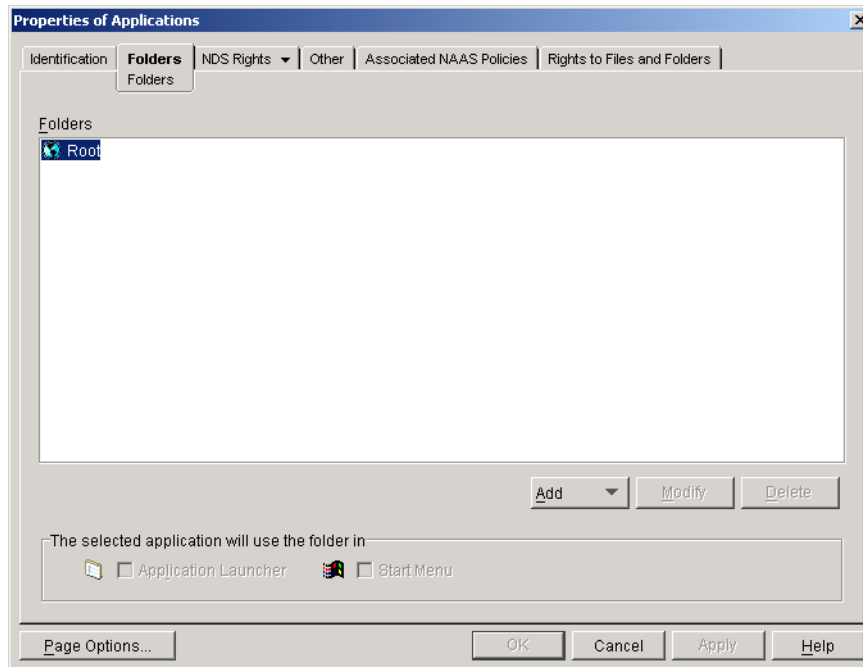 Properties of Applications
Identification Folders NDS Rights Other Associated NAAS Policies Rights to Files and Folders
Folders
Folders
Root
Add Modify Delete
The selected application will use the folder in
Application Launcher Start Menu
Page Options... OK Cancel Apply Help